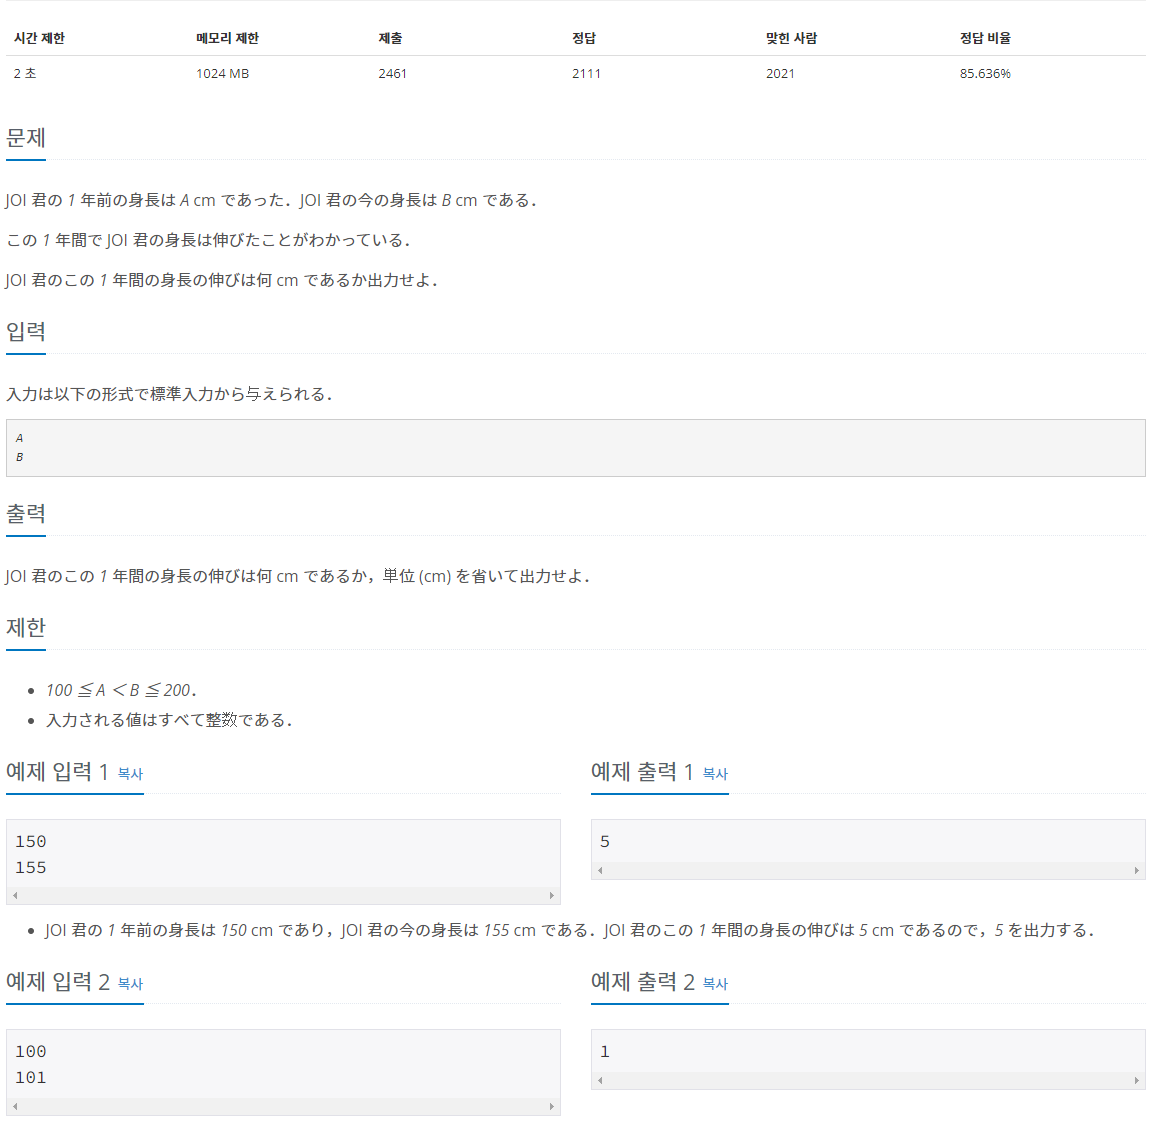 시간 제한 메모리 제한 제출 정답 맞힌 사람 정답 비율
2 초 1024 MB 2461 2111 2021 85.636%
문제
JOI 君の 1 年前の身長は A cm であった．JOI 君の今の身長は B cm である．
この 1 年間で JOI 君の身長は伸びたことがわかっている．
JOI 君のこの 1 年間の身長の伸びは何 cm であるか出力せよ．
입력
入力は以下の形式で標準入力から与えられる．
A
B
출력
JOI 君のこの 1 年間の身長の伸びは何 cm であるか，単位 (cm) を省いて出力せよ．
제한
• 100 ≦ A ＜ B ≦ 200．
• 入力される値はすべて整数である．
예제 입력 1 복사 예제 출력 1 복사
150 5
155
• JOI 君の 1 年前の身長は 150 cm であり，JOI 君の今の身長は 155 cm である．JOI 君のこの 1 年間の身長の伸びは 5 cm であるので，5 を出力する．
예제 입력 2 복사 예제 출력 2 복사
100 1
101